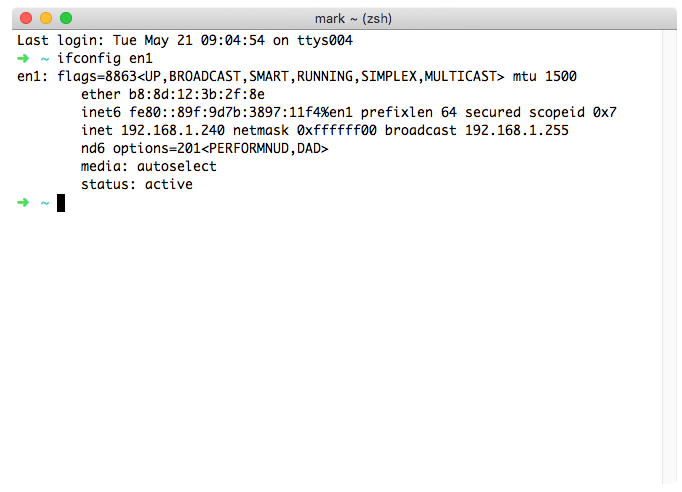 mark ~ (zsh)
Last login: Tue May 21 09:04:54 on ttys004
➜ ~ ifconfig en1
en1: flags=8863<UP,BROADCAST,SMART,RUNNING,SIMPLEX,MULTICAST> mtu 1500
ether b8:8d:12:3b:2f:8e
inet6 fe80::89f:9d7b:3897:11f4%en1 prefixlen 64 secured scopeid 0x7
inet 192.168.1.240 netmask 0xffffff00 broadcast 192.168.1.255
nd6 options=201<PERFORMNUD,DAD>
media: autoselect
status: active
➜ ~